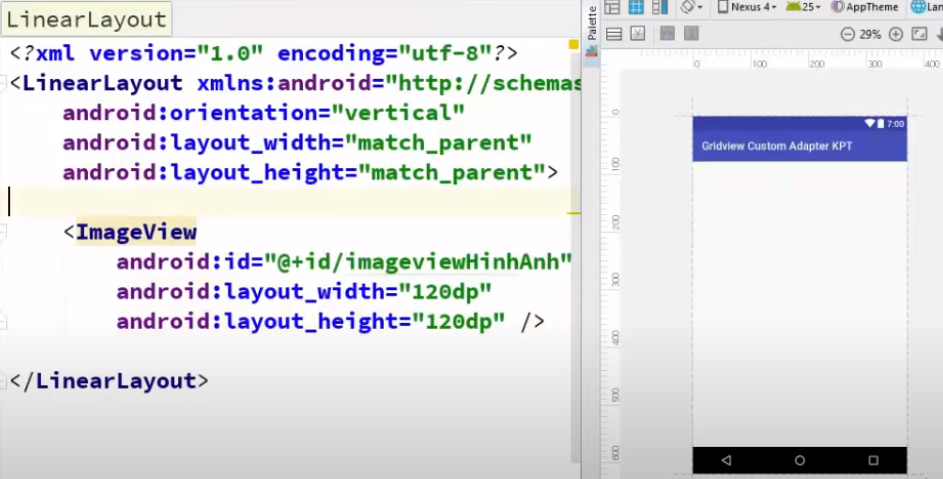 LinearLayout
<?xml version="1.0" encoding="utf-8"?>
<LinearLayout xmlns:android="http://schemas
android:orientation="vertical"
android:layout_width="match_parent"
android:layout_height="match_parent">
<ImageView
android:id="@+id/imageviewHinhAnh"
android:layout_width="120dp"
android:layout_height="120dp" />
</LinearLayout>
Palette
Nexus 4
25
AppTheme
Lan
29%
0 100 200 300 400
0
100
200
300
400
500
600
7:00
Gridview Custom Adapter KPT